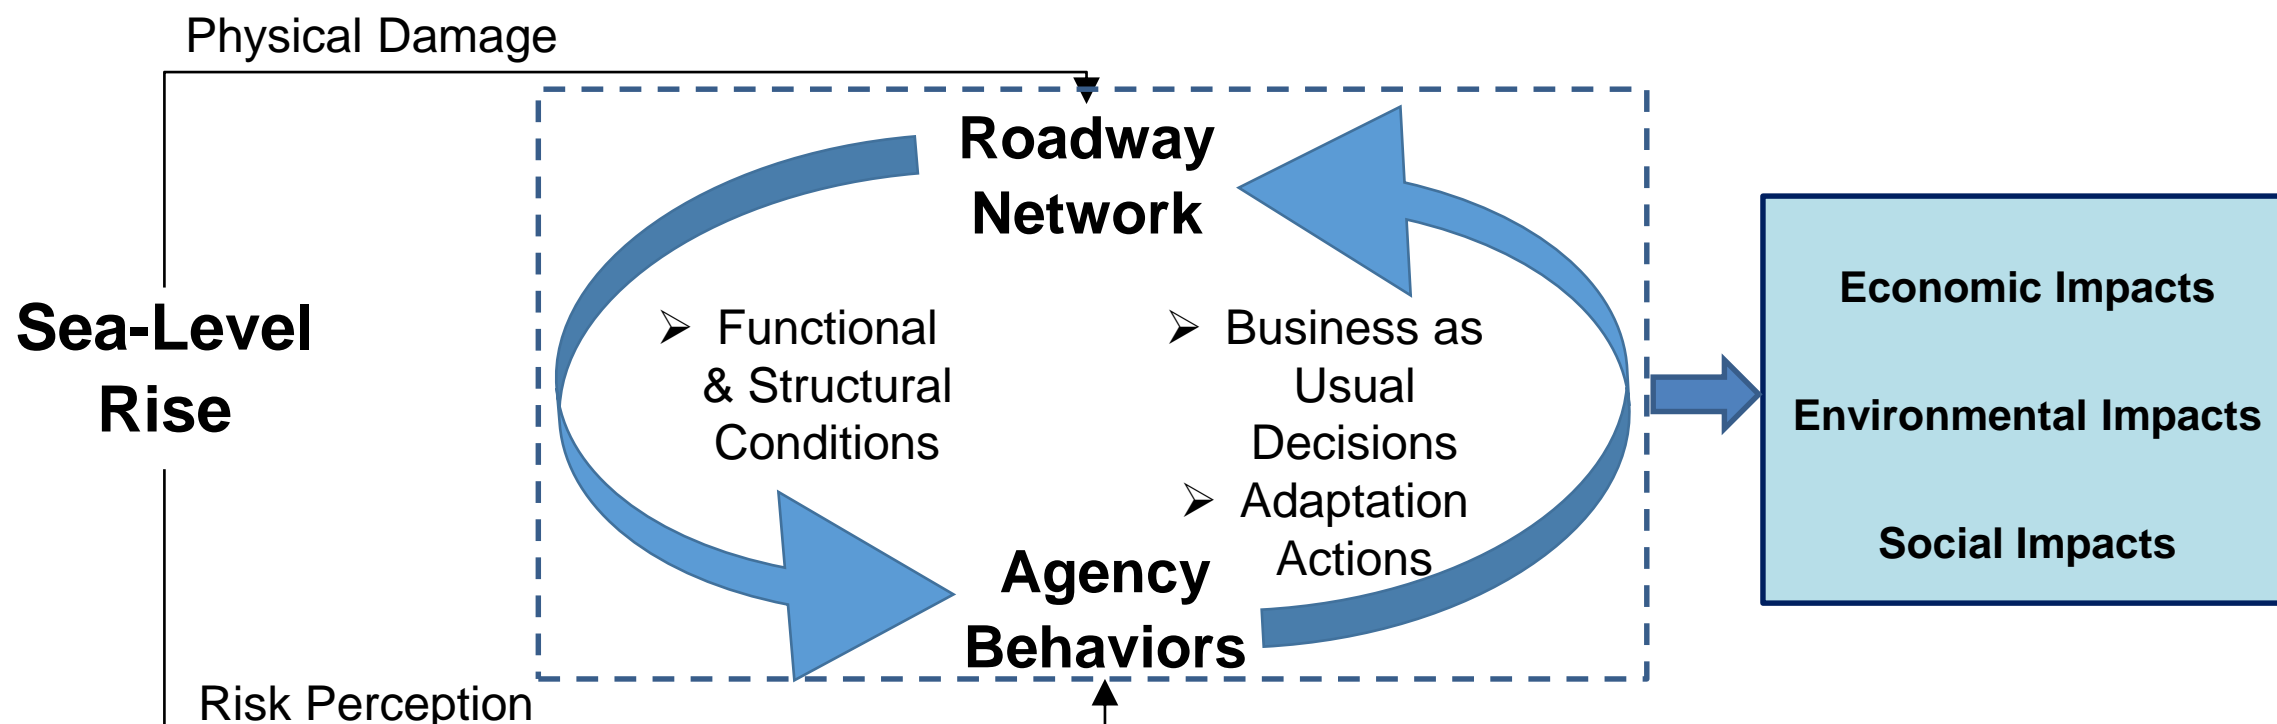 Physical Damage
Roadway
Network
Sea-Level
Rise
➢ Functional
& Structural
Conditions
➢ Business as
Usual
Decisions
➢ Adaptation
Actions
Agency
Behaviors
Risk Perception
Economic Impacts
Environmental Impacts
Social Impacts